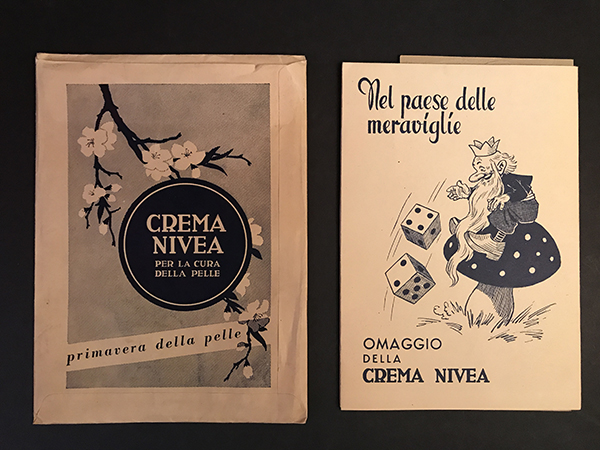 CREMA
NIVEA
PER LA CURA
DELLA PELLE
primavera della pelle
Nel paese delle
meraviglie
OMAGGIO
DELLA
CREMA NIVEA